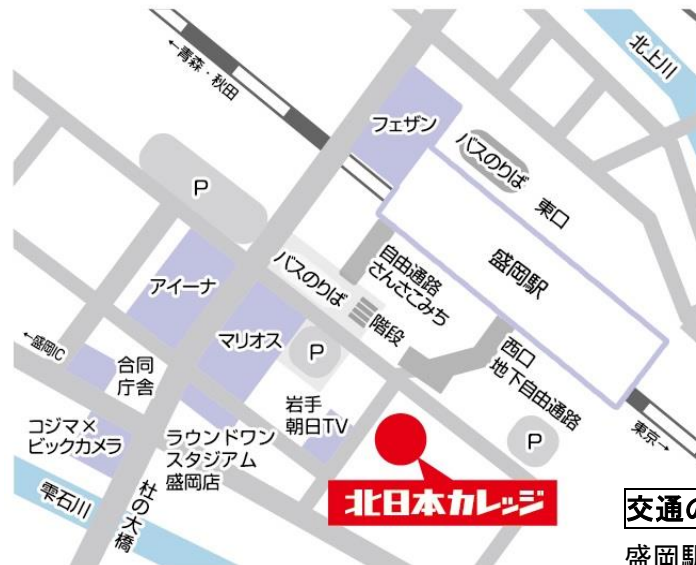 ←青森・秋田
北上川
フェザン
バスのりば
東口
P
盛岡駅
自由通路
さんさこみち
バスのりば
アイーナ
階段
マリオス
P
西口
地下自由通路
←盛岡IC
合同
庁舎
岩手
朝日TV
コジマ×
ビックカメラ
ラウンドワン
スタジアム
盛岡店
P
東京→
雫石川
杜の大橋
北日本カレッジ
交通の
盛岡駅